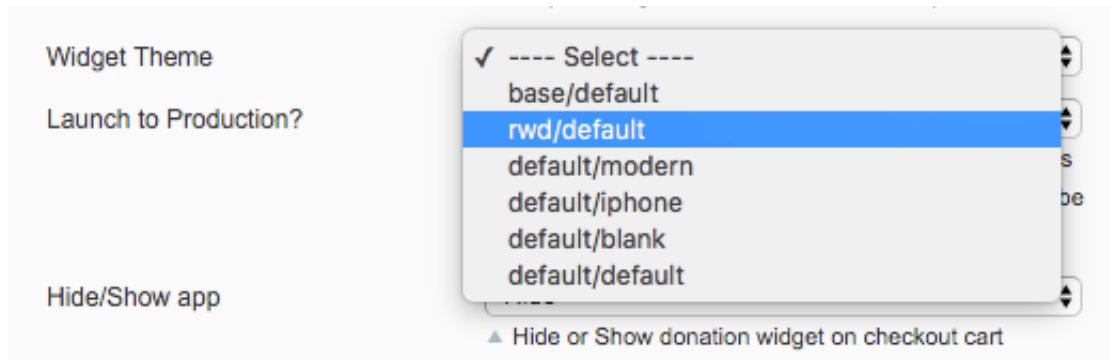 Widget Theme
✓ ---- Select ----
base/default
Launch to Production?
rwd/default
default/modern
s
default/iphone
be
default/blank
default/default
Hide/Show app
▲ Hide or Show donation widget on checkout cart